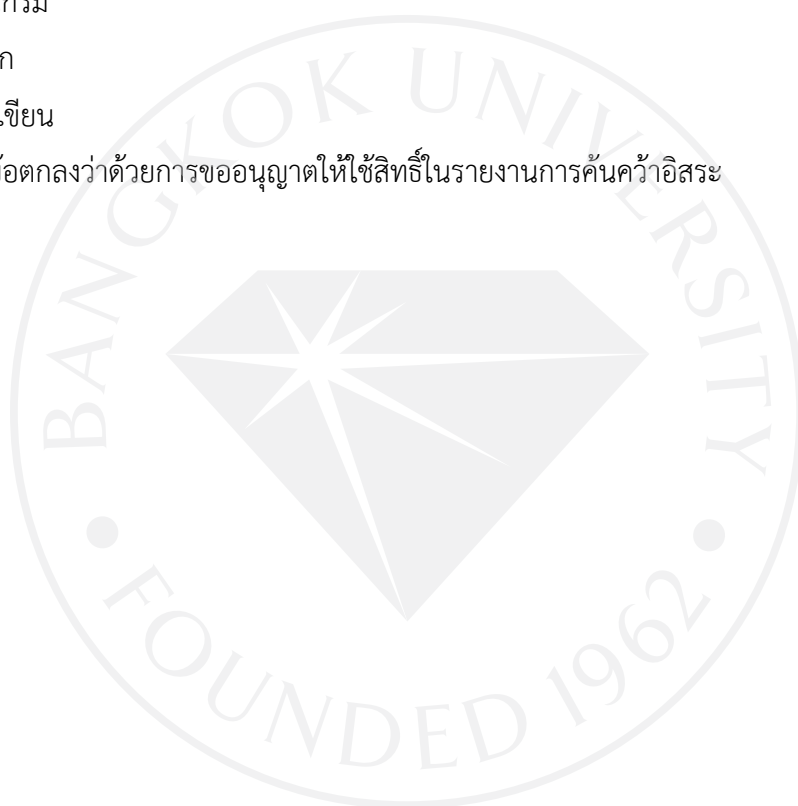 กรม
ก
เขียน
้อตกลงว่าด้วยการขออนุญาตให้ใช้สิทธิ์ในรายงานการค้นคว้าอิสระ
BANGKOK UNIVERSITY
FOUNDED 1962